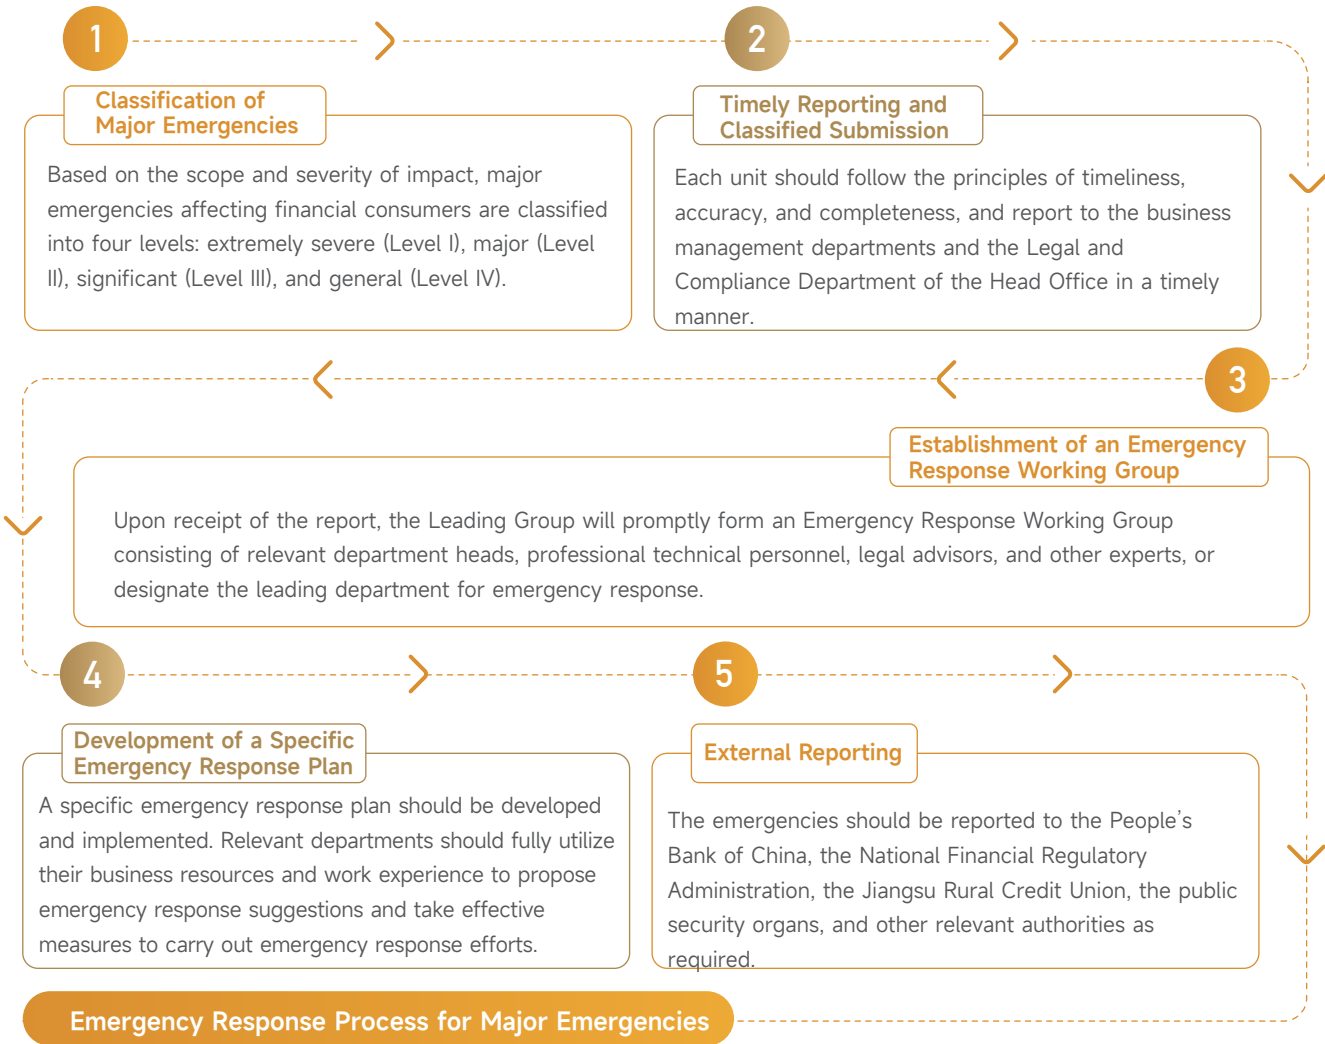 1
Classification of
Major Emergencies
Based on the scope and severity of impact, major
emergencies affecting financial consumers are classified
into four levels: extremely severe (Level I), major (Level
II), significant (Level III), and general (Level IV).
2
Timely Reporting and
Classified Submission
Each unit should follow the principles of timeliness,
accuracy, and completeness, and report to the business
management departments and the Legal and
Compliance Department of the Head Office in a timely
manner.
3
Establishment of an Emergency
Response Working Group
Upon receipt of the report, the Leading Group will promptly form an Emergency Response Working Group
consisting of relevant department heads, professional technical personnel, legal advisors, and other experts, or
designate the leading department for emergency response.
4
Development of a Specific
Emergency Response Plan
A specific emergency response plan should be developed
and implemented. Relevant departments should fully utilize
their business resources and work experience to propose
emergency response suggestions and take effective
measures to carry out emergency response efforts.
5
External Reporting
The emergencies should be reported to the People's
Bank of China, the National Financial Regulatory
Administration, the Jiangsu Rural Credit Union, the public
security organs, and other relevant authorities as
required.
Emergency Response Process for Major Emergencies